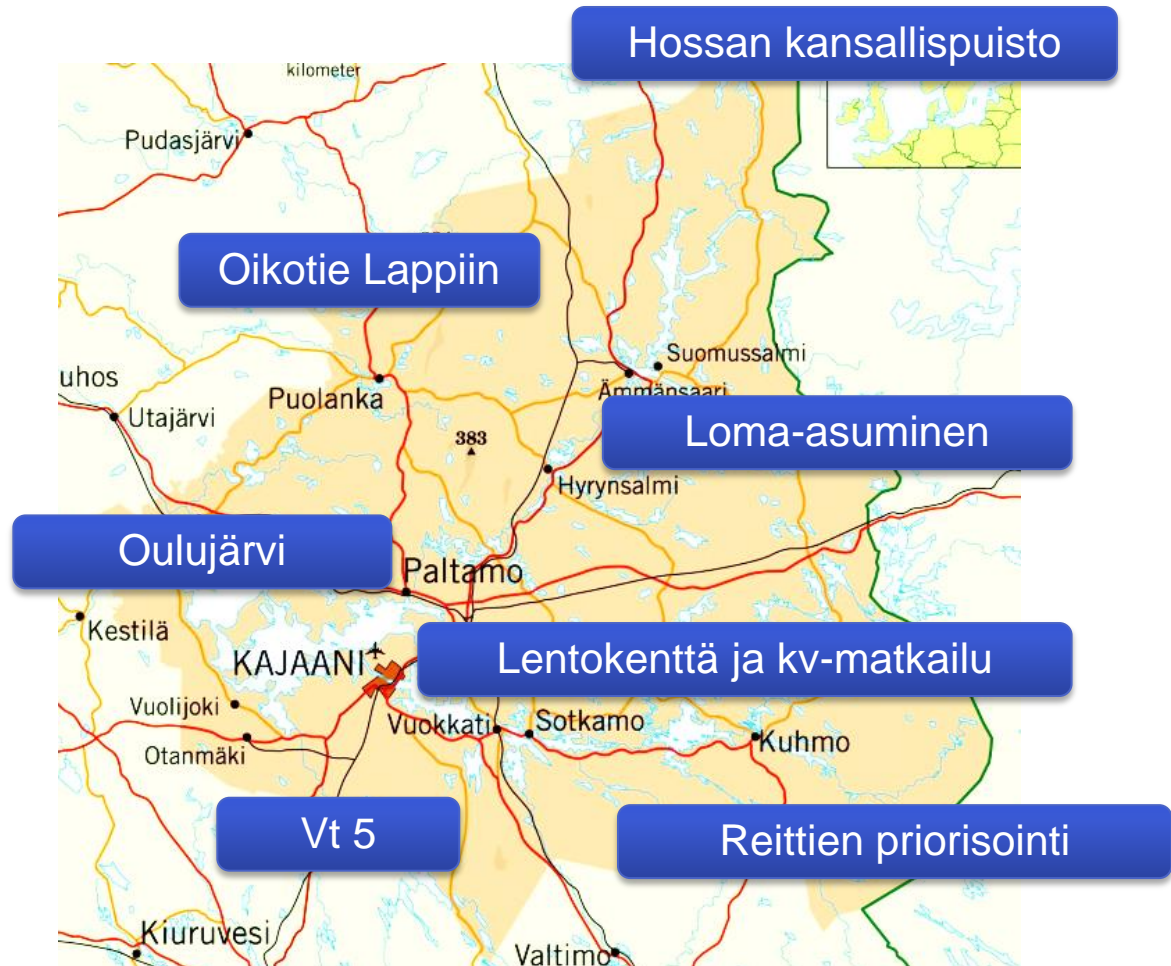 Hossan kansallispuisto
kilometer
Pudasjärvi
Oikotie Lappiin
Suomussalmi
Ämmänsaari
uhos
Puolanka
Utajärvi
Loma-asuminen
383
Hyrynsalmi
Oulujärvi
Paltamo
Kestilä
KAJAANI
Lentokenttä ja kv-matkailu
Vuolijoki
Vuokkati
Sotkamo
Kuhmo
Otanmäki
Vt 5
Reittien priorisointi
Kiuruvesi
Valtimo